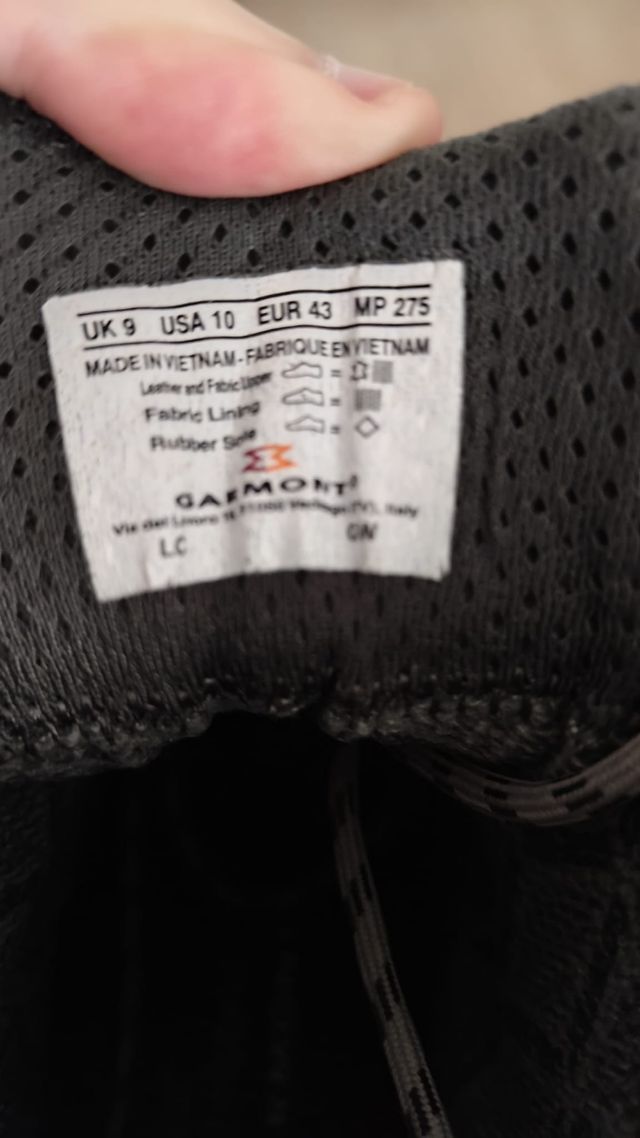 UK 9 USA 10 EUR 43 MP 275
MADE IN VIETNAM - FABRIQUE EN VIETNAM
Leather and Fabric Upper =
Fabric Lining =
Rubber Sole =
GARMONT®
Italy
LC